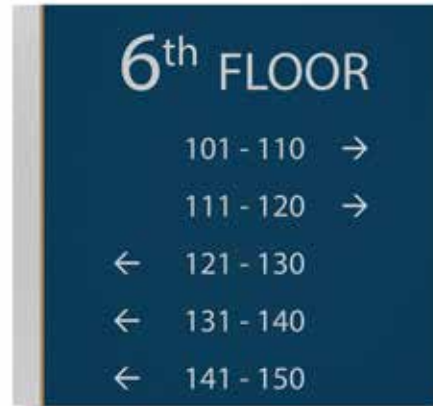 6th FLOOR
101 - 110 →
111 - 120 →
← 121 - 130
← 131 - 140
← 141 - 150